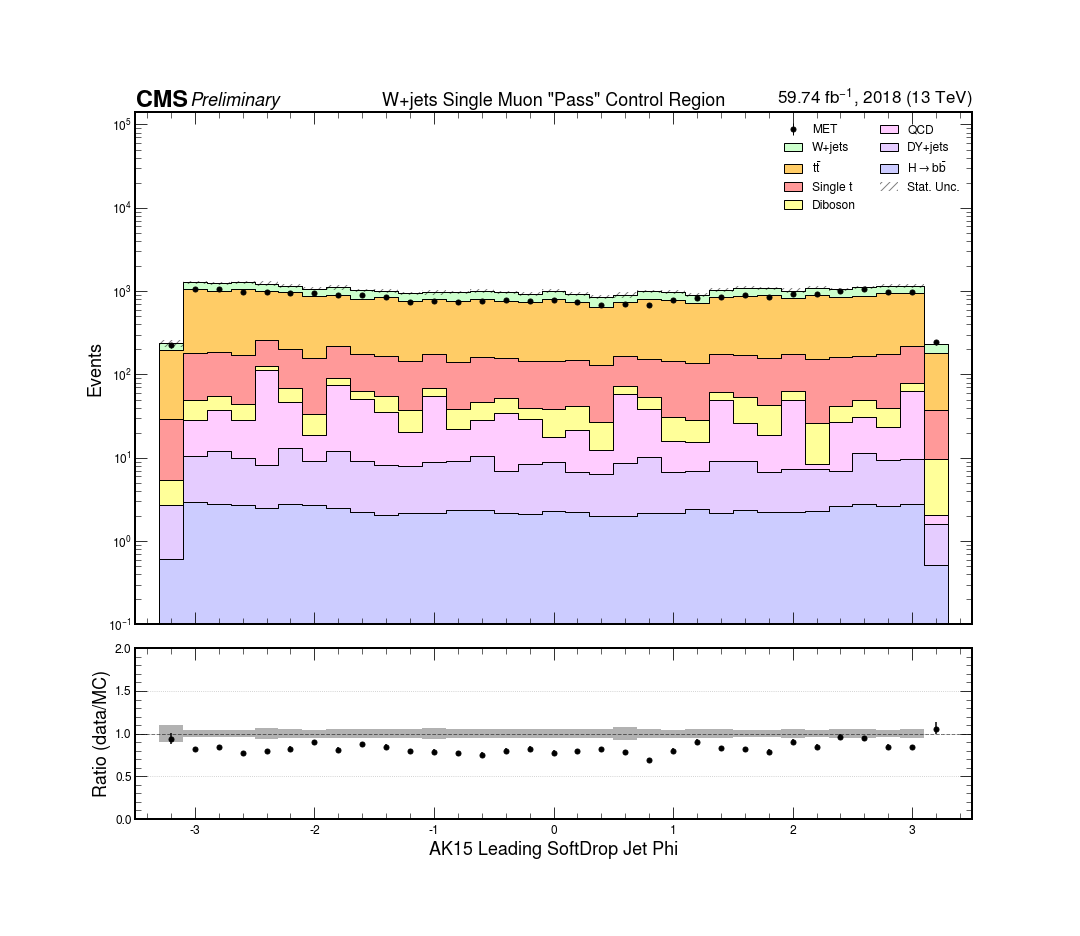 CMS Preliminary W+jets Single Muon "Pass" Control Region 59.74 fb⁻¹, 2018 (13 TeV)
MET QCD
W+jets DY+jets
tt̄ H→bb̄
Single t Stat. Unc.
Diboson
Events
10⁵
10⁴
10³
10²
10¹
10⁰
10⁻¹
Ratio (data/MC)
2.0
1.5
1.0
0.5
0.0
-3 -2 -1 0 1 2 3
AK15 Leading SoftDrop Jet Phi